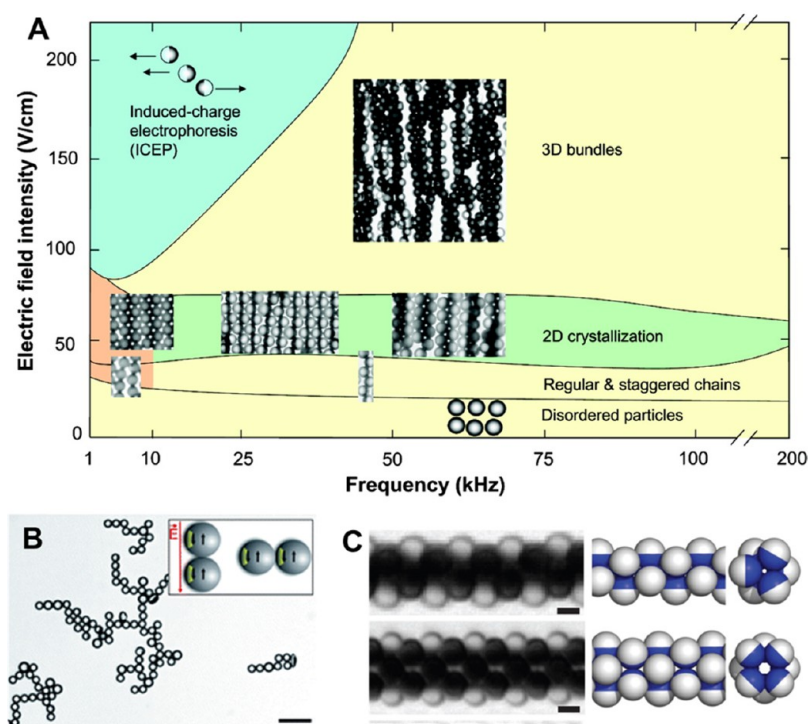 A
Electric field intensity (V/cm)
200
150
100
50
0
Induced-charge
electrophoresis
(ICEP)
3D bundles
2D crystallization
Regular & staggered chains
Disordered particles
1 10 25 50 75 100 200
Frequency (kHz)
B
C